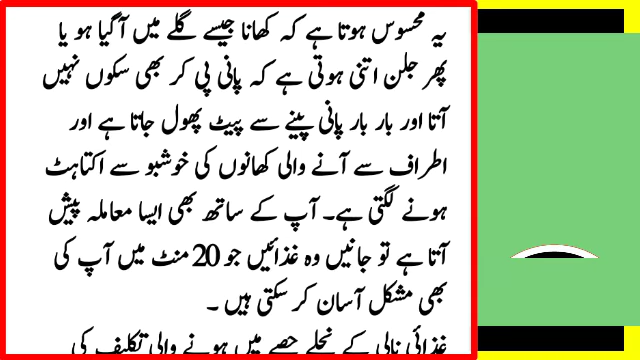 یہ محسوس ہوتا ہے کہ کھانا جیسے گلے میں آگیا ہو یا
پھر جلن اتنی ہوتی ہے کہ پانی پی کر بھی سکون نہیں
آتا اور بار بار پانی پینے سے پیٹ پھول جاتا ہے اور
اطراف سے آنے والی کھانوں کی خوشبو سے اکتاہٹ
ہونے لگتی ہے۔ آپ کے ساتھ بھی ایسا معاملہ پیش
آتا ہے تو جانیں وہ غذائیں جو 20 منٹ میں آپ کی
بھی مشکل آسان کر سکتی ہیں ۔
غذائی نالی کے نچلے حصے میں ہونے والی تکلیف کی